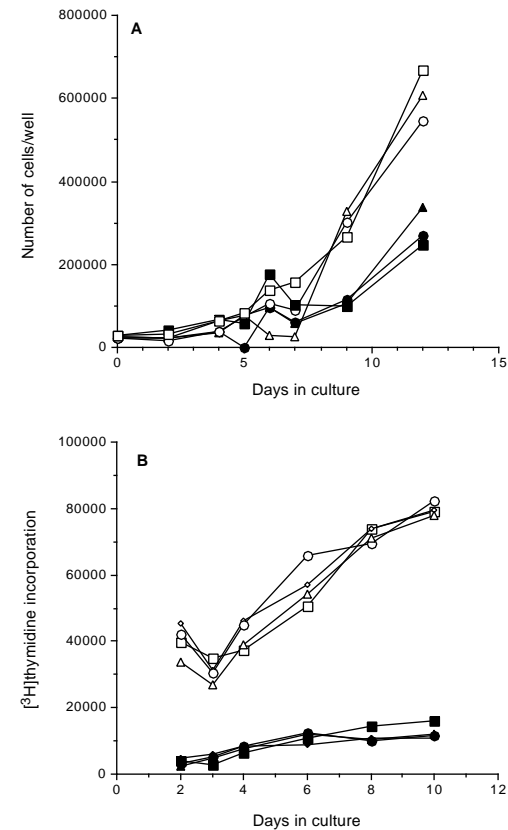 A
800000
600000
400000
200000
0
Number of cells/well
0 5 10 15
Days in culture
B
100000
80000
60000
40000
20000
0
[³H]thymidine incorporation
0 2 4 6 8 10 12
Days in culture